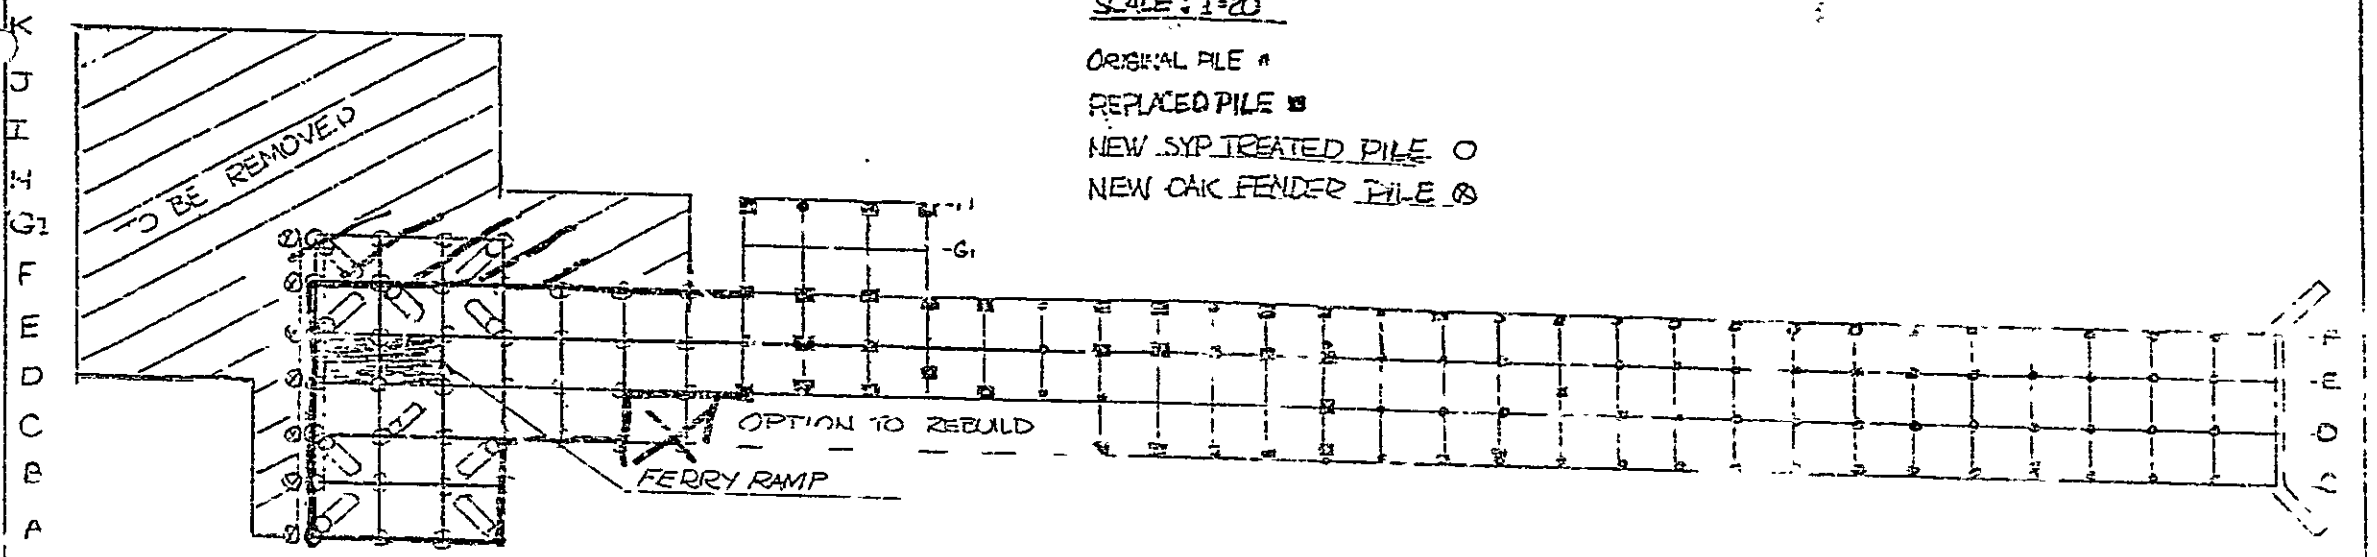 SCALE: 1=20
ORIGINAL PILE
REPLACED PILE
NEW SYP TREATED PILE
NEW OAK FENDER PILE
K
J
I
H
G1
F
E
D
C
B
A
TO BE REMOVED
-H
-G1
OPTION TO REBUILD
FERRY RAMP
-F
-E
-D
C